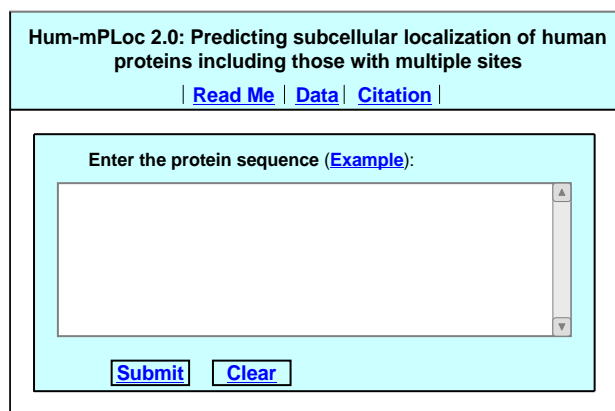 Hum-mPLoc 2.0: Predicting subcellular localization of human
proteins including those with multiple sites
| Read Me | Data | Citation |
Enter the protein sequence (Example):
Submit Clear